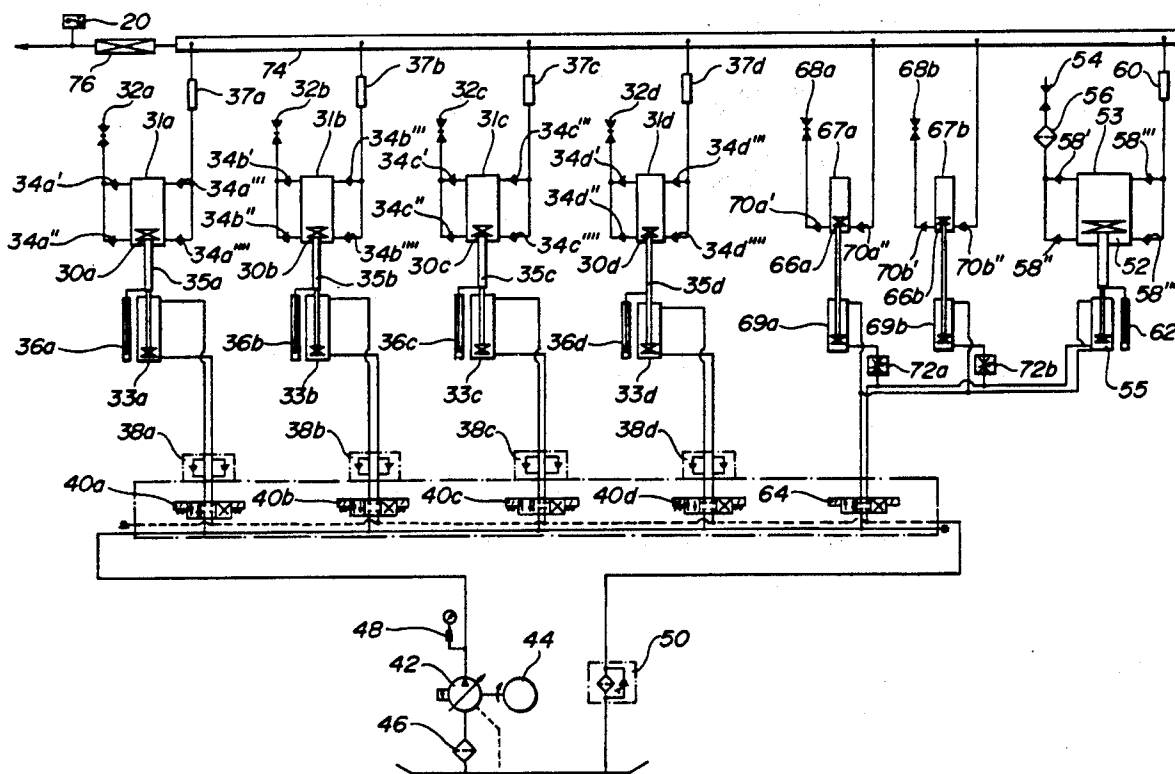 20
76
74
37a
37b
37c
37d
68a
68b
54
60
32a
32b
32c
32d
56
53
31a
31b
31c
31d
67a
67b
58'
58'''
34a'
34a'''
34b'
34b'''
34c'
34c'''
34d'
34d'''
34a"
34a""
34b"
34b""
34c"
34c""
34d"
34d""
70a'
70a"
70b'
70b"
58"
58'''
52
30a
30b
30c
30d
66a
66b
35a
35b
35c
35d
36a
36b
36c
36d
69a
69b
62
33a
33b
33c
33d
72a
72b
55
38a
38b
38c
38d
40a
40b
40c
40d
64
48
42
44
50
46